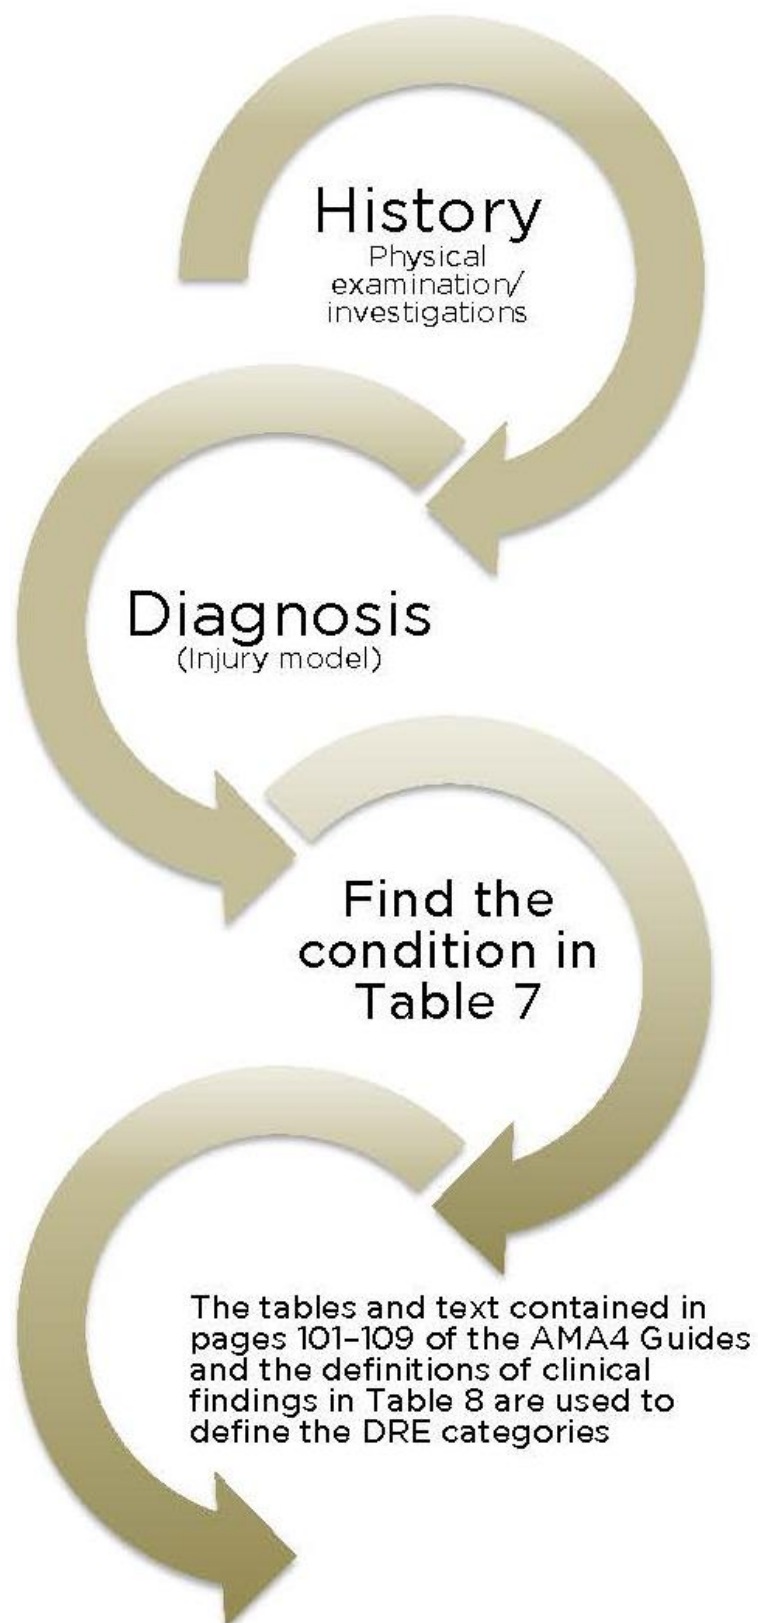 History
Physical
examination/
investigations
Diagnosis
(Injury model)
Find the
condition in
Table 7
The tables and text contained in
pages 101–109 of the AMA4 Guides
and the definitions of clinical
findings in Table 8 are used to
define the DRE categories